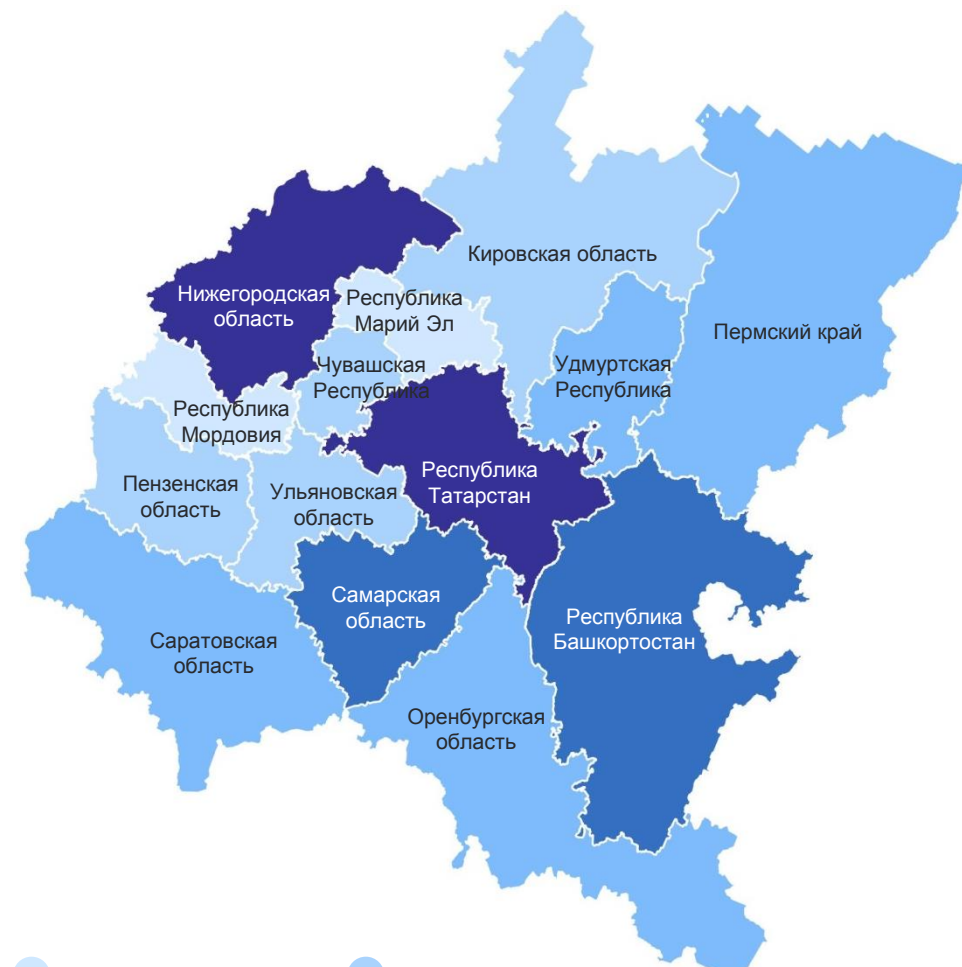 Кировская область
Нижегородская
область
Республика
Марий Эл
Пермский край
Чувашская
Республика
Удмуртская
Республика
Республика
Мордовия
Республика
Татарстан
Пензенская
область
Ульяновская
область
Самарская
область
Республика
Башкортостан
Саратовская
область
Оренбургская
область